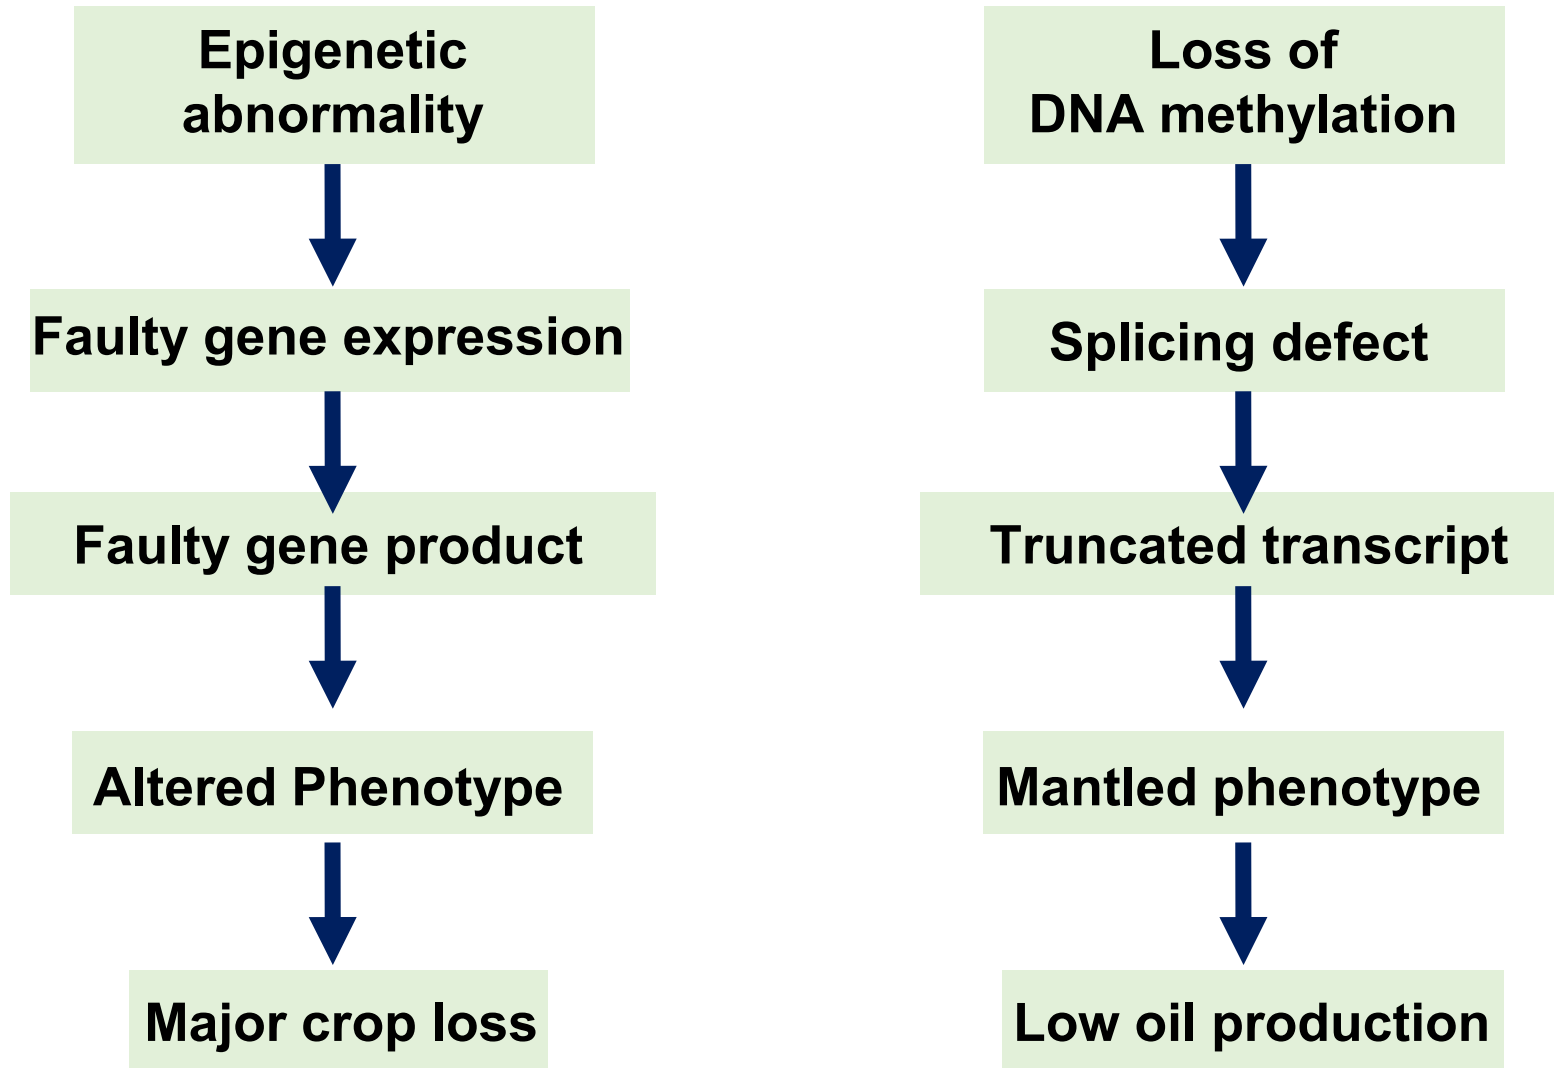 Epigenetic
abnormality
Faulty gene expression
Faulty gene product
Altered Phenotype
Major crop loss
Loss of
DNA methylation
Splicing defect
Truncated transcript
Mantled phenotype
Low oil production